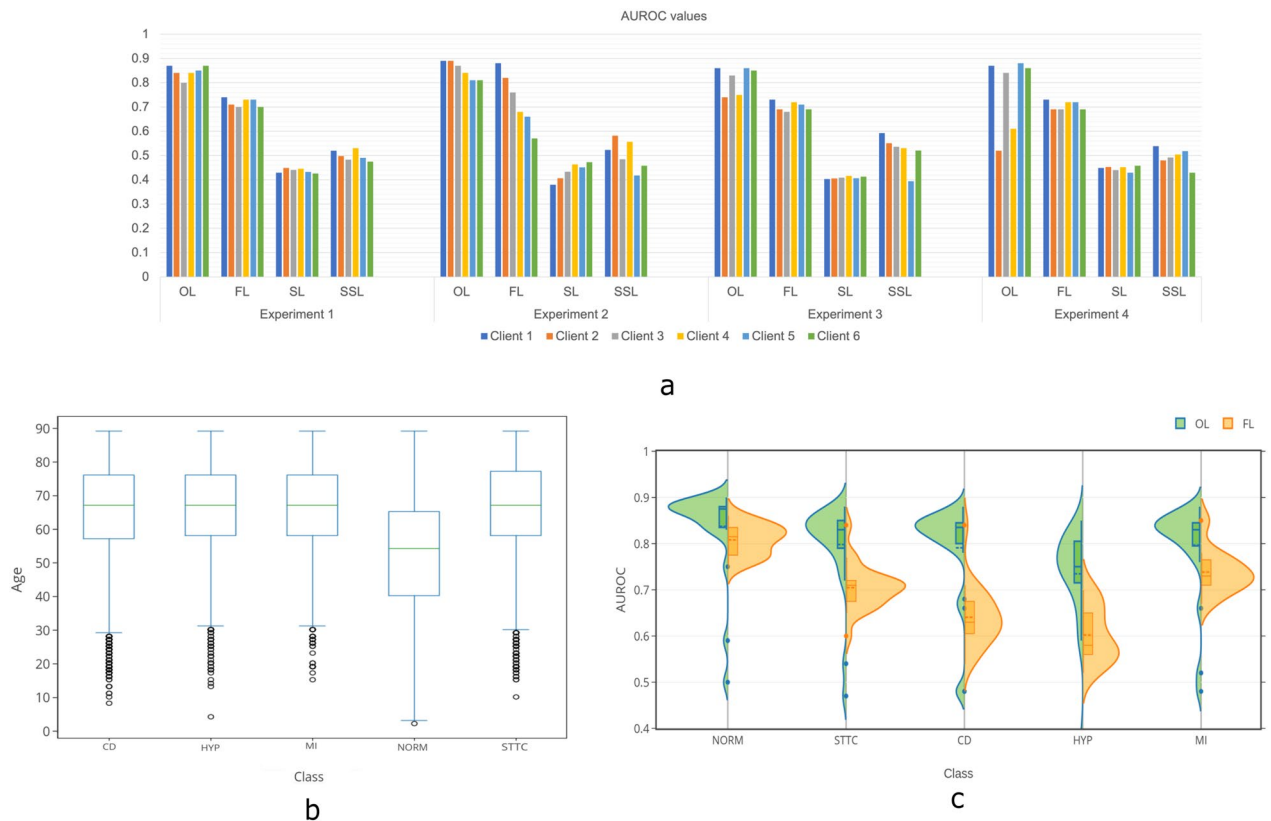 AUROC values
1
0.9
0.8
0.7
0.6
0.5
0.4
0.3
0.2
0.1
0
OL FL SL SSL OL FL SL SSL OL FL SL SSL OL FL SL SSL
Experiment 1 Experiment 2 Experiment 3 Experiment 4
Client 1 Client 2 Client 3 Client 4 Client 5 Client 6
a
90
80
70
60
50
40
30
20
10
0
Age
CD HYP MI NORM STTC
Class
b
OL FL
1
0.9
0.8
0.7
0.6
0.5
0.4
AUROC
NORM STTC CD HYP MI
Class
c